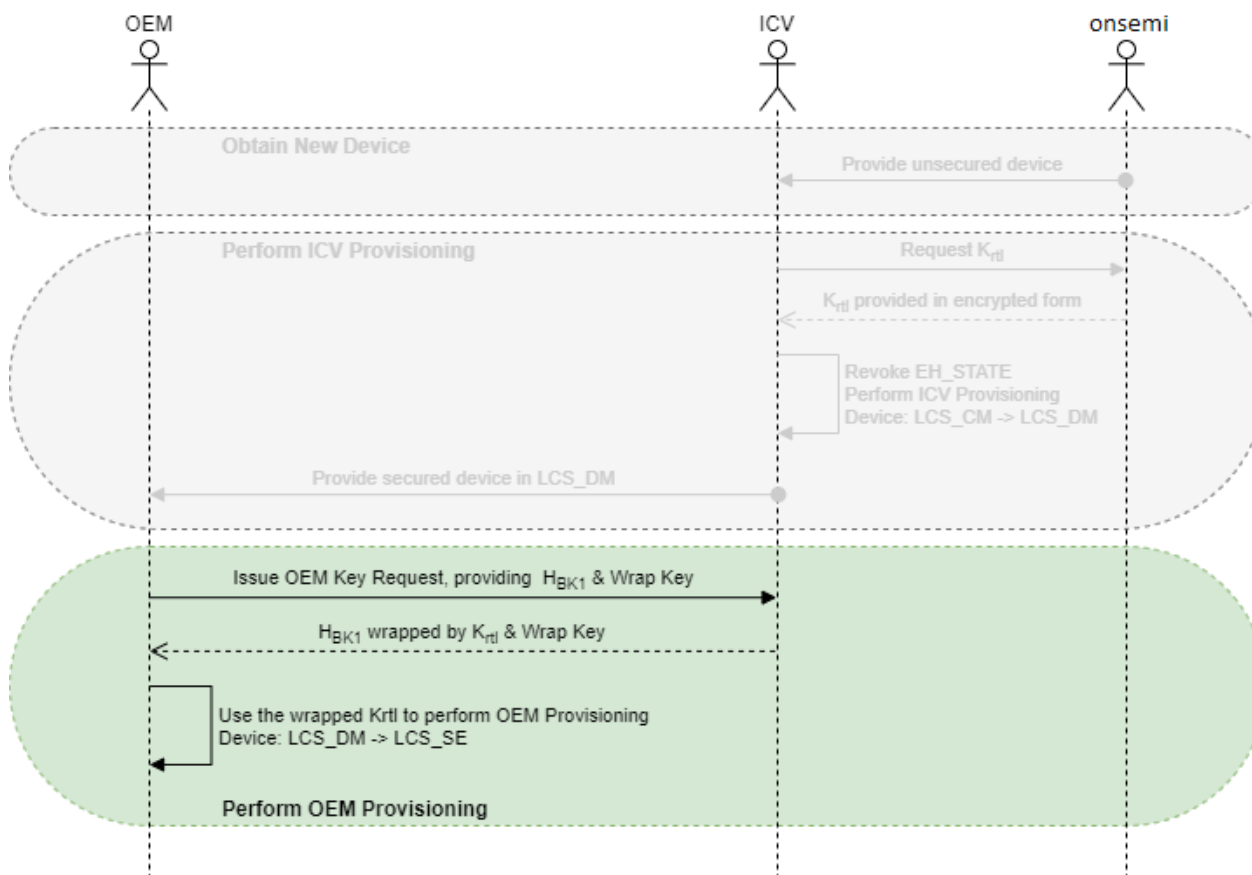 OEM
ICV
onsemi
Obtain New Device
Provide unsecured device
Perform ICV Provisioning
Request Krtl
Krtl provided in encrypted form
Revoke EH_STATE
Perform ICV Provisioning
Device: LCS_CM -> LCS_DM
Provide secured device in LCS_DM
Issue OEM Key Request, providing HBK1 & Wrap Key
HBK1 wrapped by Krtl & Wrap Key
Use the wrapped Krtl to perform OEM Provisioning
Device: LCS_DM -> LCS_SE
Perform OEM Provisioning